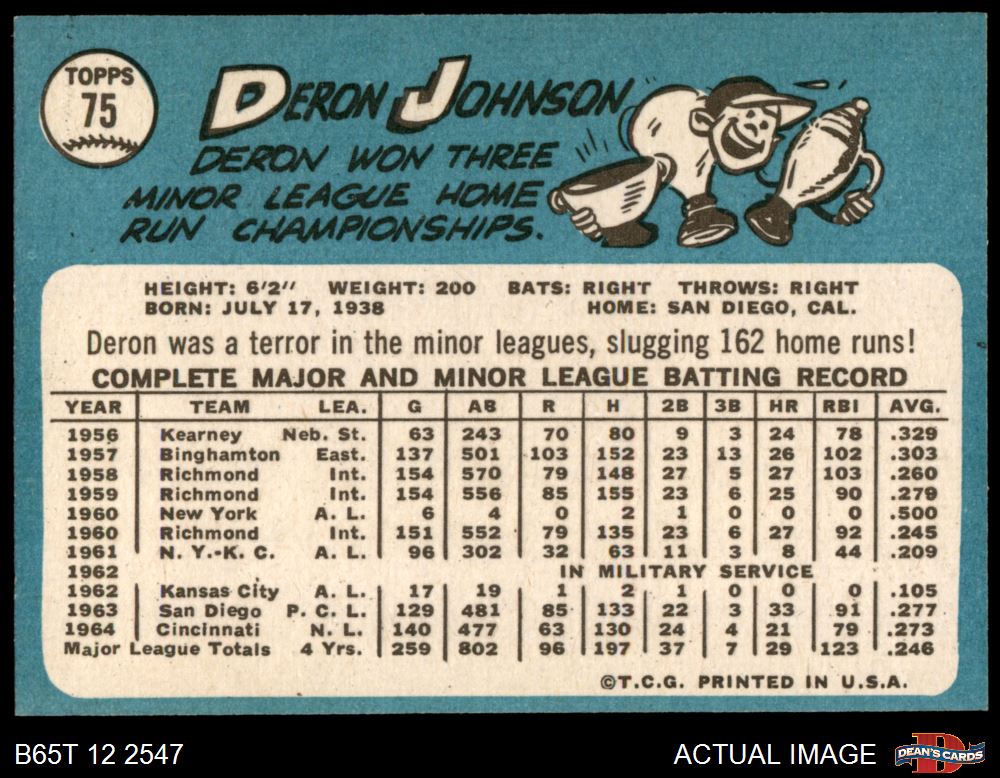 TOPPS
75
DERON JOHNSON
DERON WON THREE
MINOR LEAGUE HOME
RUN CHAMPIONSHIPS.
HEIGHT: 6'2" WEIGHT: 200 BATS: RIGHT THROWS: RIGHT
BORN: JULY 17, 1938 HOME: SAN DIEGO, CAL.
Deron was a terror in the minor leagues, slugging 162 home runs!
COMPLETE MAJOR AND MINOR LEAGUE BATTING RECORD
YEAR TEAM LEA. G AB R H 2B 3B HR RBI AVG.
1956 Kearney Neb. St. 63 243 70 80 9 3 24 78 .329
1957 Binghamton East. 137 501 103 152 23 13 26 102 .303
1958 Richmond Int. 154 570 79 148 27 5 27 103 .260
1959 Richmond Int. 154 556 85 155 23 6 25 90 .279
1960 New York A. L. 6 4 0 2 1 0 0 0 .500
1960 Richmond Int. 151 552 79 135 23 6 27 92 .245
1961 N. Y.-K. C. A. L. 96 302 32 63 11 3 8 44 .209
1962 IN MILITARY SERVICE
1962 Kansas City A. L. 17 19 1 2 1 0 0 0 .105
1963 San Diego P. C. L. 129 481 85 133 22 3 33 91 .277
1964 Cincinnati N. L. 140 477 63 130 24 4 21 79 .273
Major League Totals 4 Yrs. 259 802 96 197 37 7 29 123 .246
©T.C.G. PRINTED IN U.S.A.
B65T 12 2547 ACTUAL IMAGE
D
DEAN'S CARDS